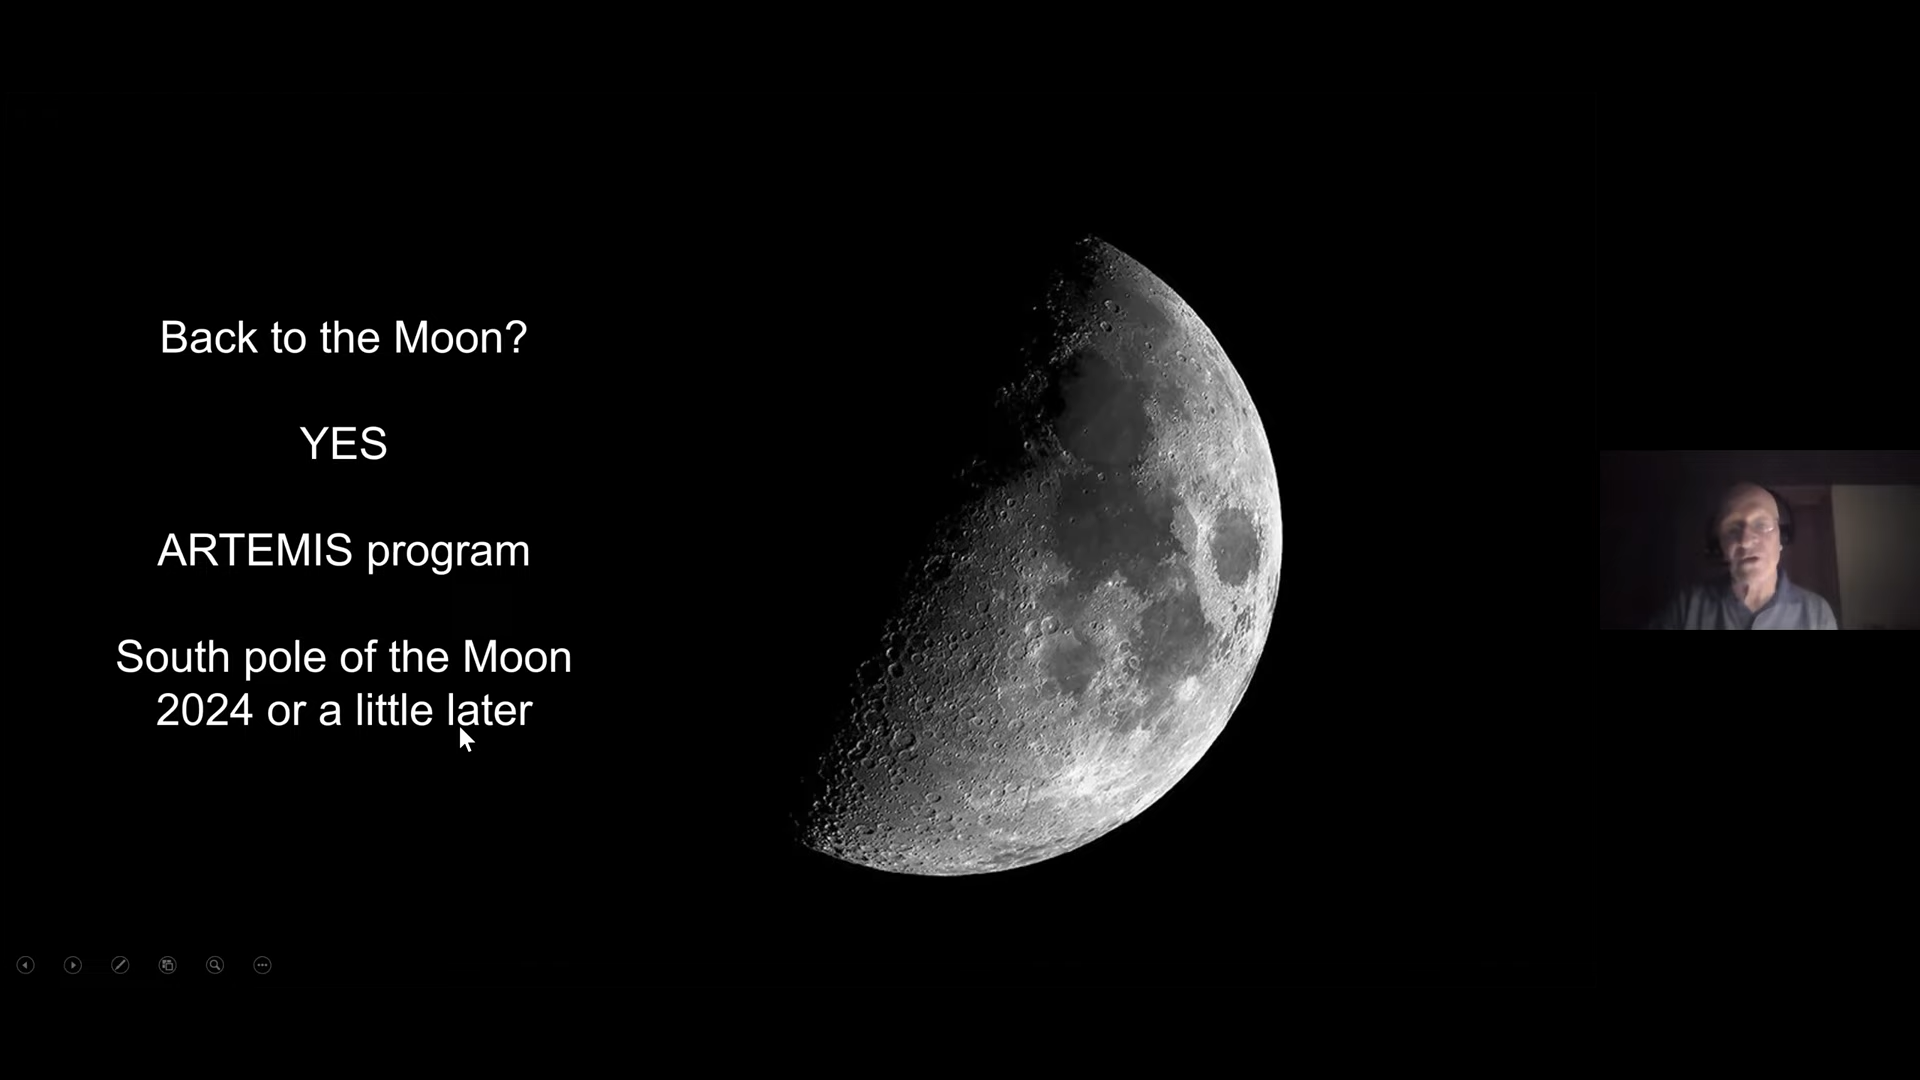 Back to the Moon?
YES
ARTEMIS program
South pole of the Moon
2024 or a little later